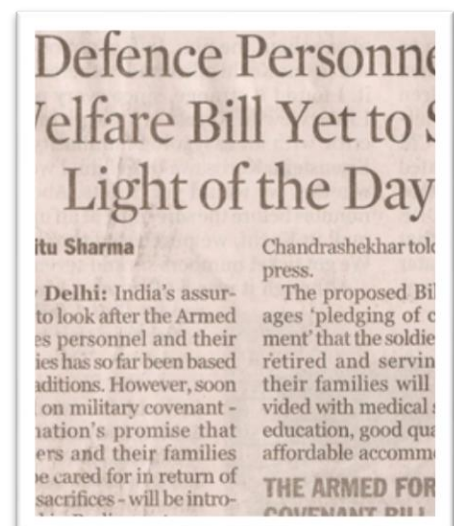 Defence Personne
elfare Bill Yet to S
Light of the Day
itu Sharma
Delhi: India's assur-
to look after the Armed
es personnel and their
ies has so far been based
aditions. However, soon
on military covenant -
nation's promise that
ers and their families
be cared for in return of
sacrifices - will be intro-
Chandrashekhar told
press.
The proposed Bil
ages 'pledging of c
ment' that the soldie
retired and servin
their families will
vided with medical
education, good qua
affordable accomm
THE ARMED FOR
COVENANT BILL